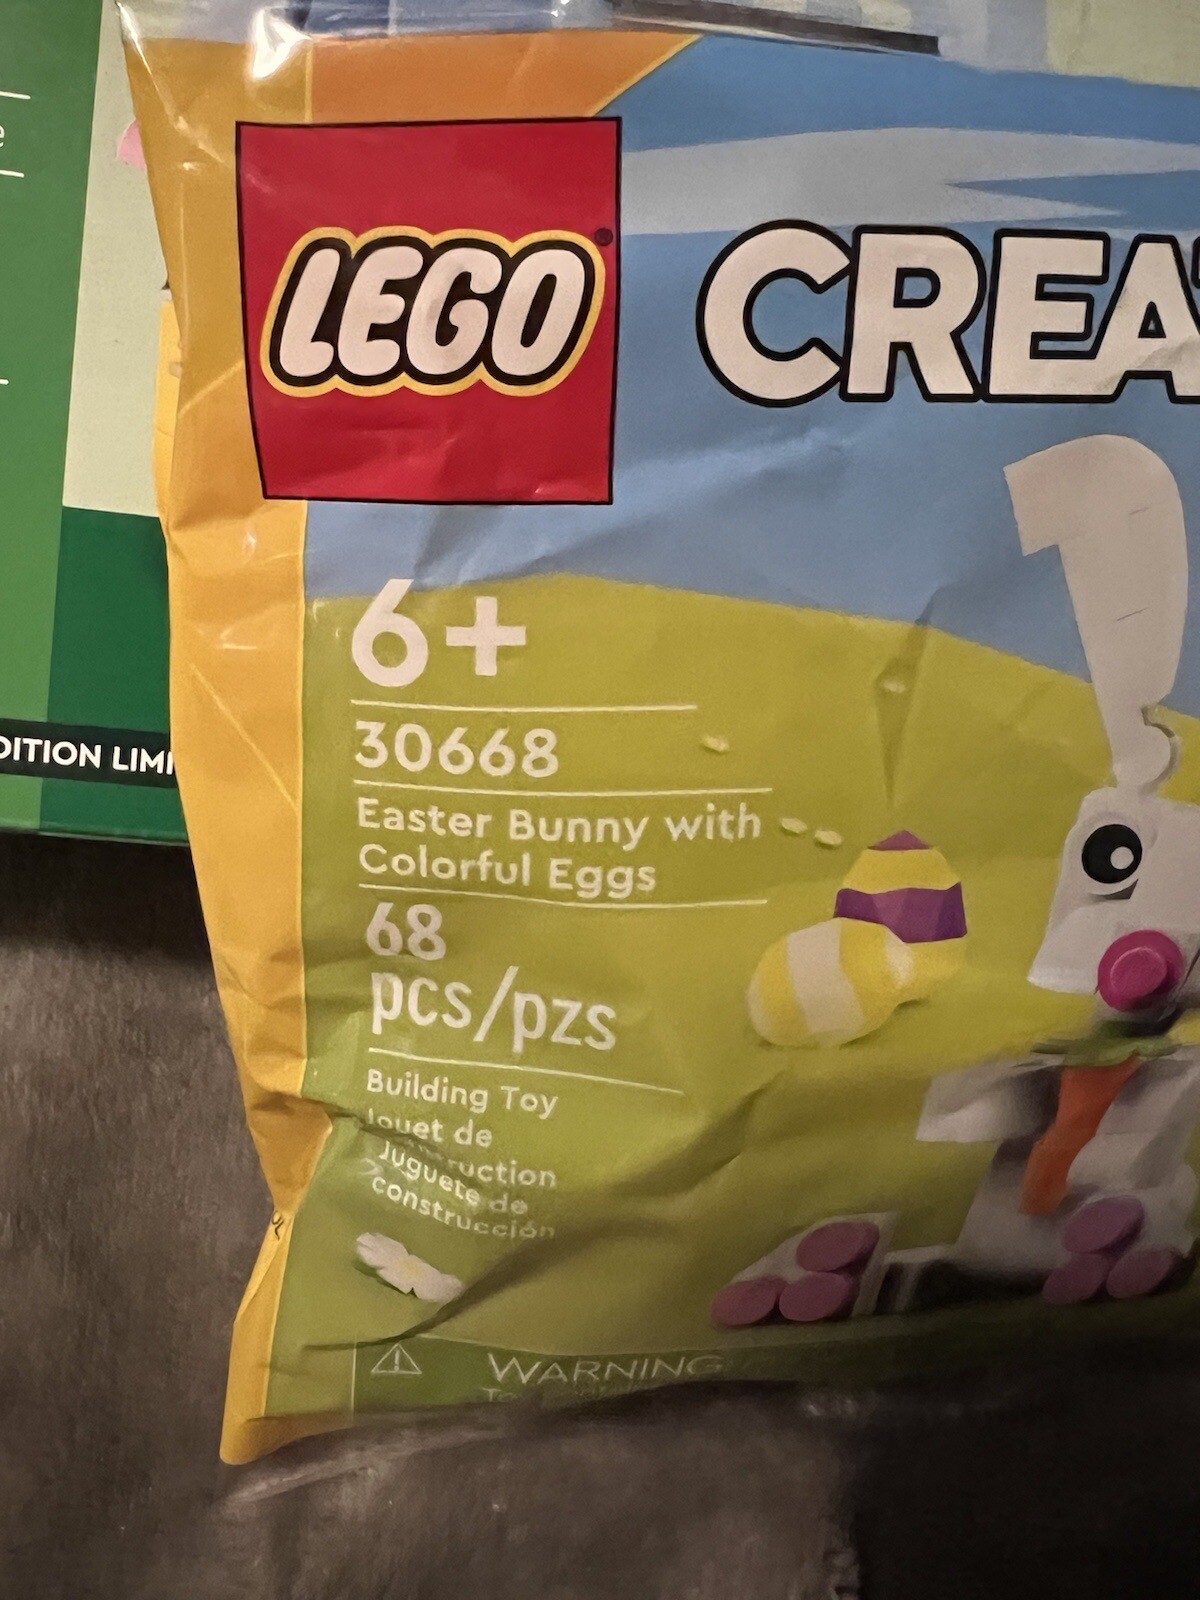 LEGO
CREA
6+
30668
Easter Bunny with
Colorful Eggs
68
pcs/pzs
Building Toy
Jouet de
Juguete de
construcción
WARNING
DITION LIMI